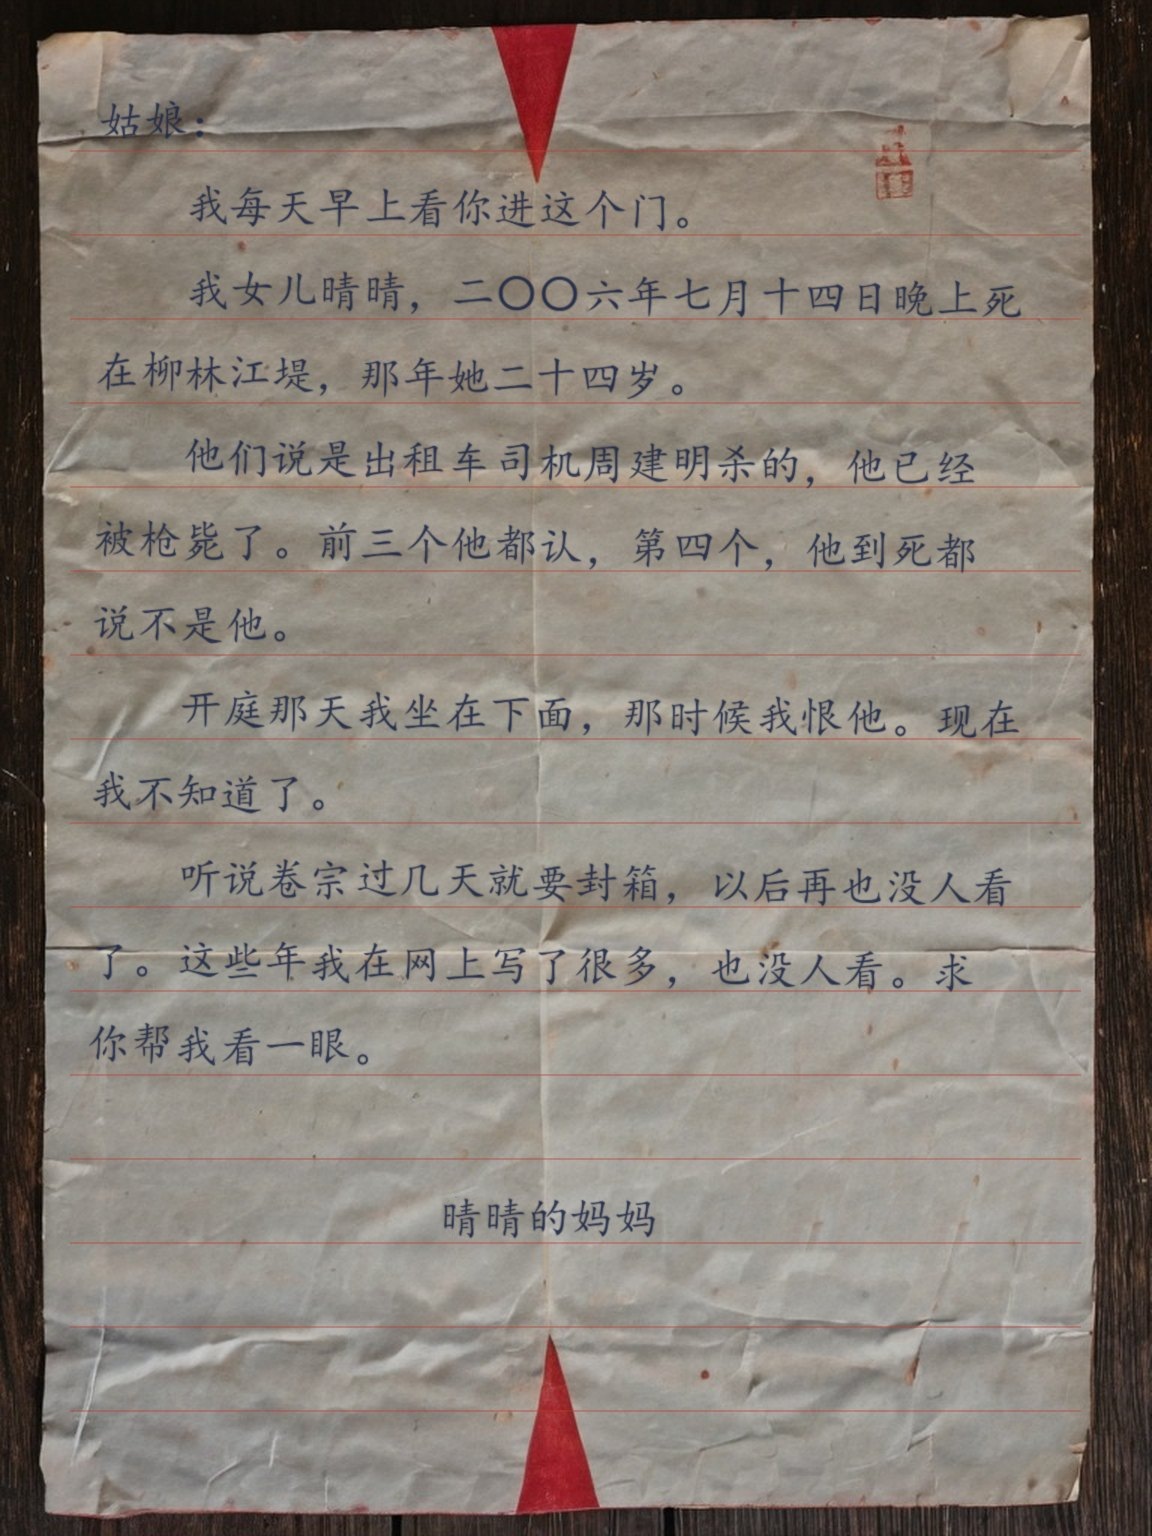 姑娘：
我每天早上看你进这个门。
我女儿晴晴，二〇〇六年七月十四日晚上死
在柳林江堤，那年她二十四岁。
他们说是出租车司机周建明杀的，他已经
被枪毙了。前三个他都认，第四个，他到死都
说不是他。
开庭那天我坐在下面，那时候我恨他。现在
我不知道了。
听说卷宗过几天就要封箱，以后再也没人看
了。这些年我在网上写了很多，也没人看。求
你帮我看一眼。
晴晴的妈妈